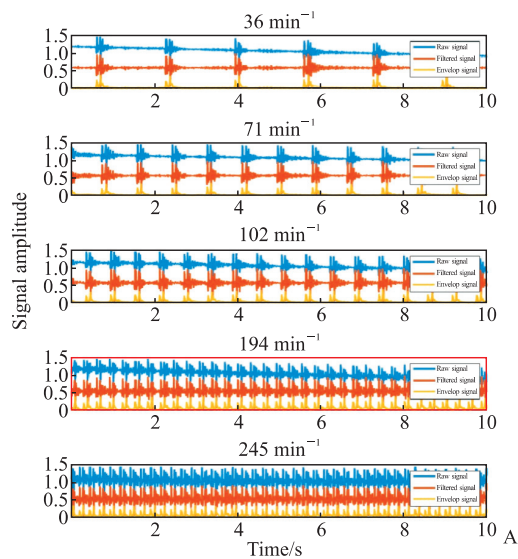 36 min⁻¹
1.5
1.0
0.5
0
Raw signal
Filtered signal
Envelop signal
2 4 6 8 10
71 min⁻¹
1.5
1.0
0.5
0
Raw signal
Filtered signal
Envelop signal
2 4 6 8 10
102 min⁻¹
1.5
1.0
0.5
0
Raw signal
Filtered signal
Envelop signal
2 4 6 8 10
194 min⁻¹
1.5
1.0
0.5
0
Raw signal
Filtered signal
Envelop signal
2 4 6 8 10
245 min⁻¹
1.5
1.0
0.5
0
Raw signal
Filtered signal
Envelop signal
2 4 6 8 10
Signal amplitude
Time/s
A